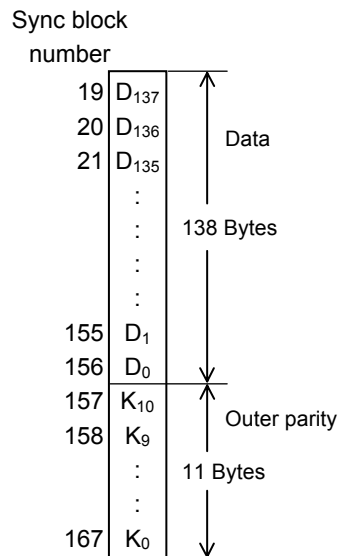 Sync block
number
19 D₁₃₇
20 D₁₃₆
21 D₁₃₅
Data
:
:
138 Bytes
:
:
155 D₁
156 D₀
157 K₁₀
Outer parity
158 K₉
:
11 Bytes
:
167 K₀